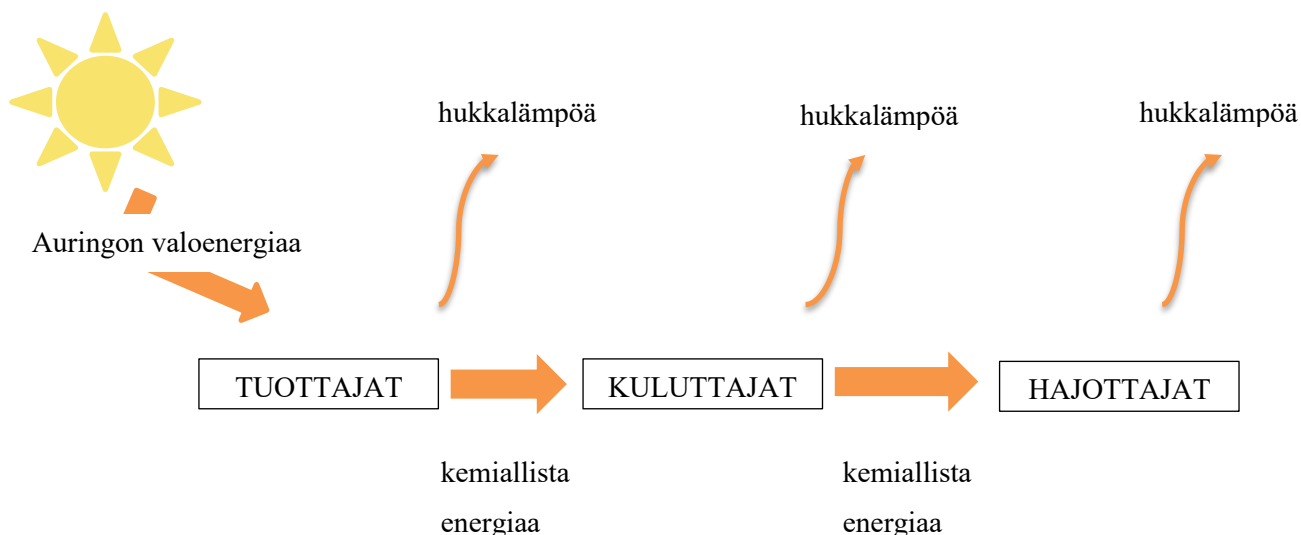 hukkalämpöä
hukkalämpöä
hukkalämpöä
Auringon valoenergiaa
TUOTTAJAT
KULUTTAJAT
HAJOTTAJAT
kemiallista
energiaa
kemiallista
energiaa